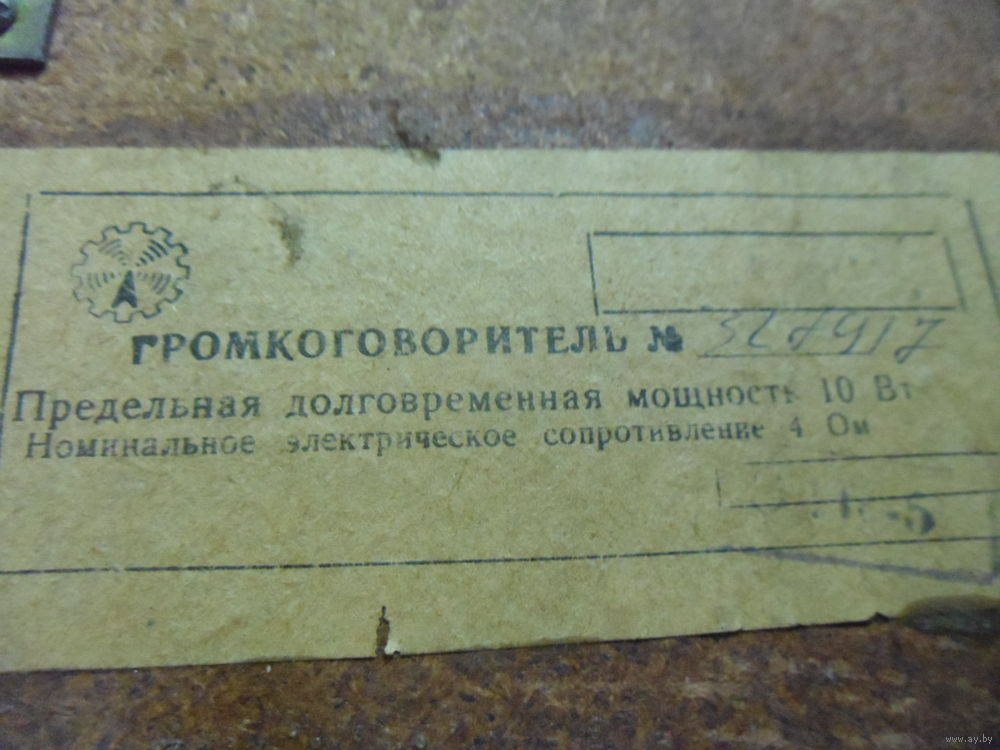 ГРОМКОГОВОРИТЕЛЬ №
Предельная долговременная мощность 10 Вт
Номинальное электрическое сопротивление 4 Ом
www.ay.by